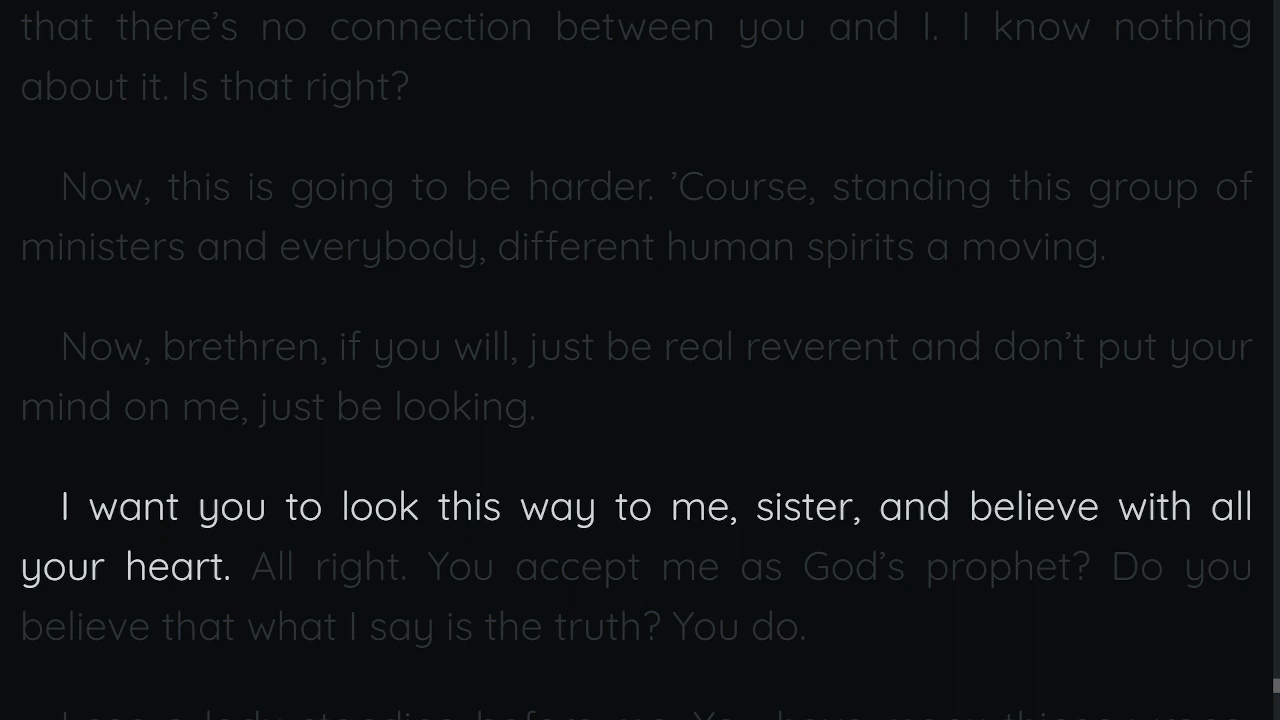 that there’s no connection between you and I. I know nothing
about it. Is that right?
Now, this is going to be harder. ’Course, standing this group of
ministers and everybody, different human spirits a moving.
Now, brethren, if you will, just be real reverent and don’t put your
mind on me, just be looking.
I want you to look this way to me, sister, and believe with all
your heart. All right. You accept me as God’s prophet? Do you
believe that what I say is the truth? You do.